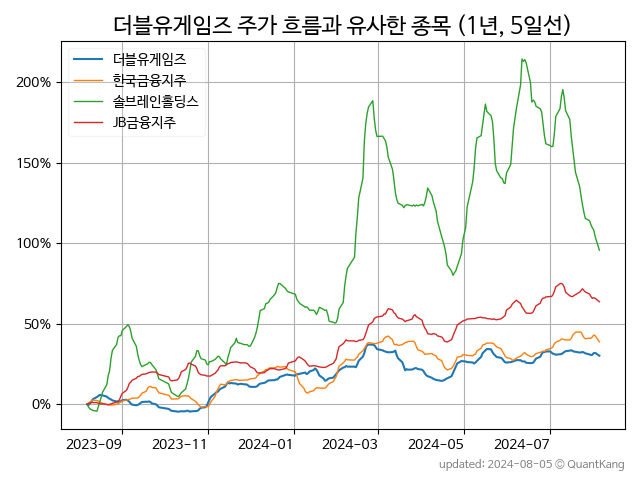 더블유게임즈 주가 흐름과 유사한 종목 (1년, 5일선)
더블유게임즈
한국금융지주
솔브레인홀딩스
JB금융지주
200%
150%
100%
50%
0%
2023-09 2023-11 2024-01 2024-03 2024-05 2024-07
updated: 2024-08-05 © QuantKang